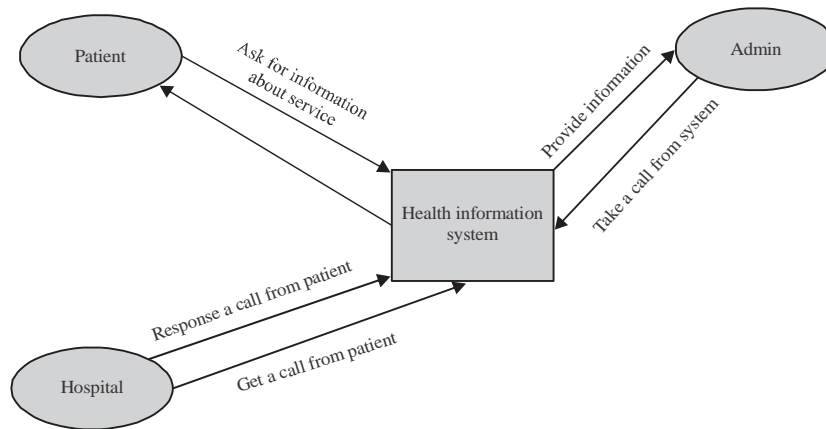 Patient
Ask for information
about service
Admin
Provide information
Take a call from system
Health information
system
Response a call from patient
Get a call from patient
Hospital